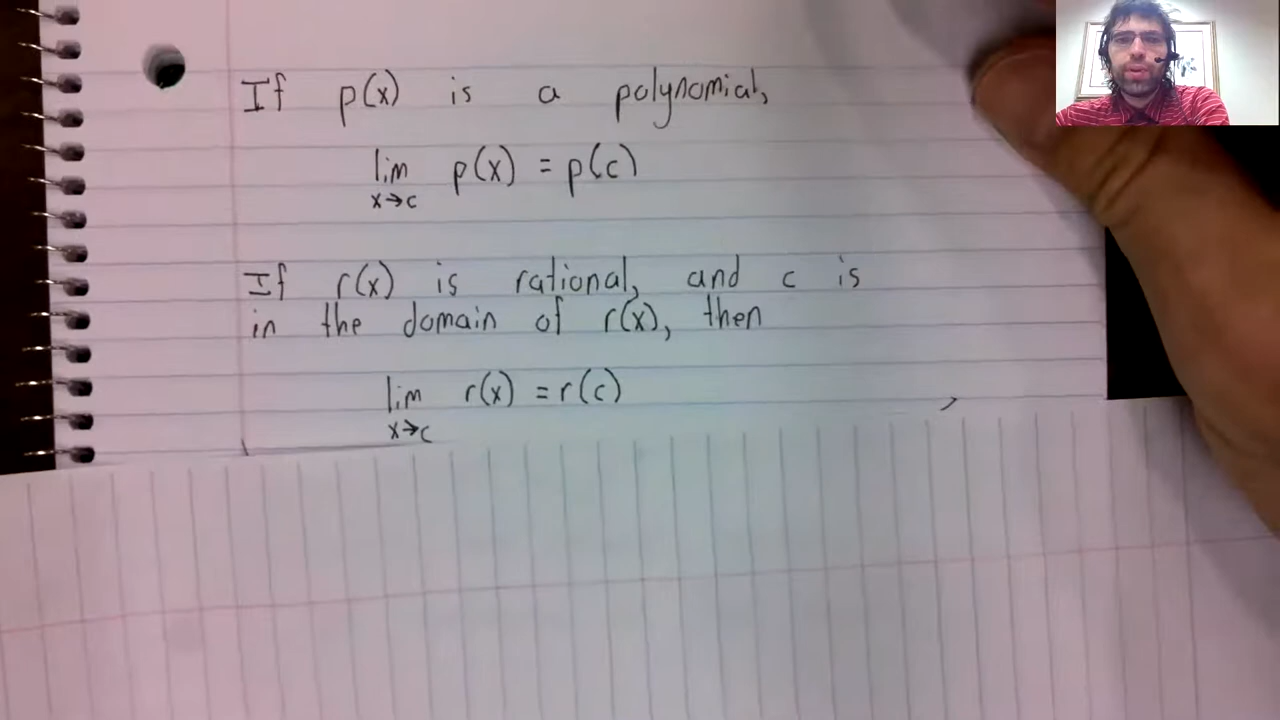 If p(x) is a polynomial,
lim p(x) = p(c)
x→c
If r(x) is rational, and c is
in the domain of r(x), then
lim r(x) = r(c)
x→c